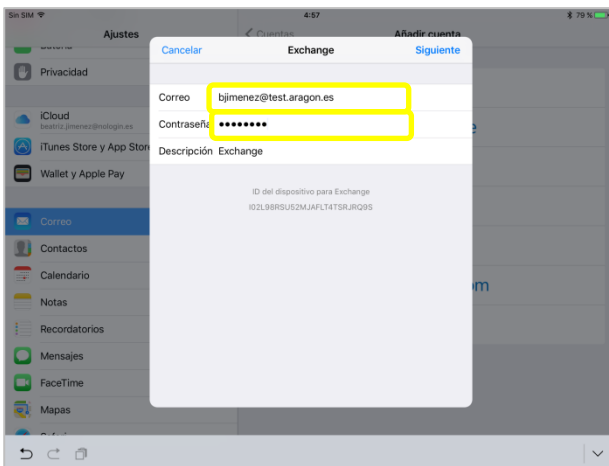 Sin SIM 4:57 79 %
Ajustes
Cuentas
Añadir cuenta
Privacidad
iCloud
beatriz.jimenez@nologin.es
iTunes Store y App Store
Wallet y Apple Pay
Correo
Contactos
Calendario
Notas
Recordatorios
Mensajes
FaceTime
Mapas
Cancelar Exchange Siguiente
Correo bjimenez@test.aragon.es
Contraseña ••••••••
Descripción Exchange
ID del dispositivo para Exchange
I02L98RSU52MJAFLT4TSRJRQ9S
om